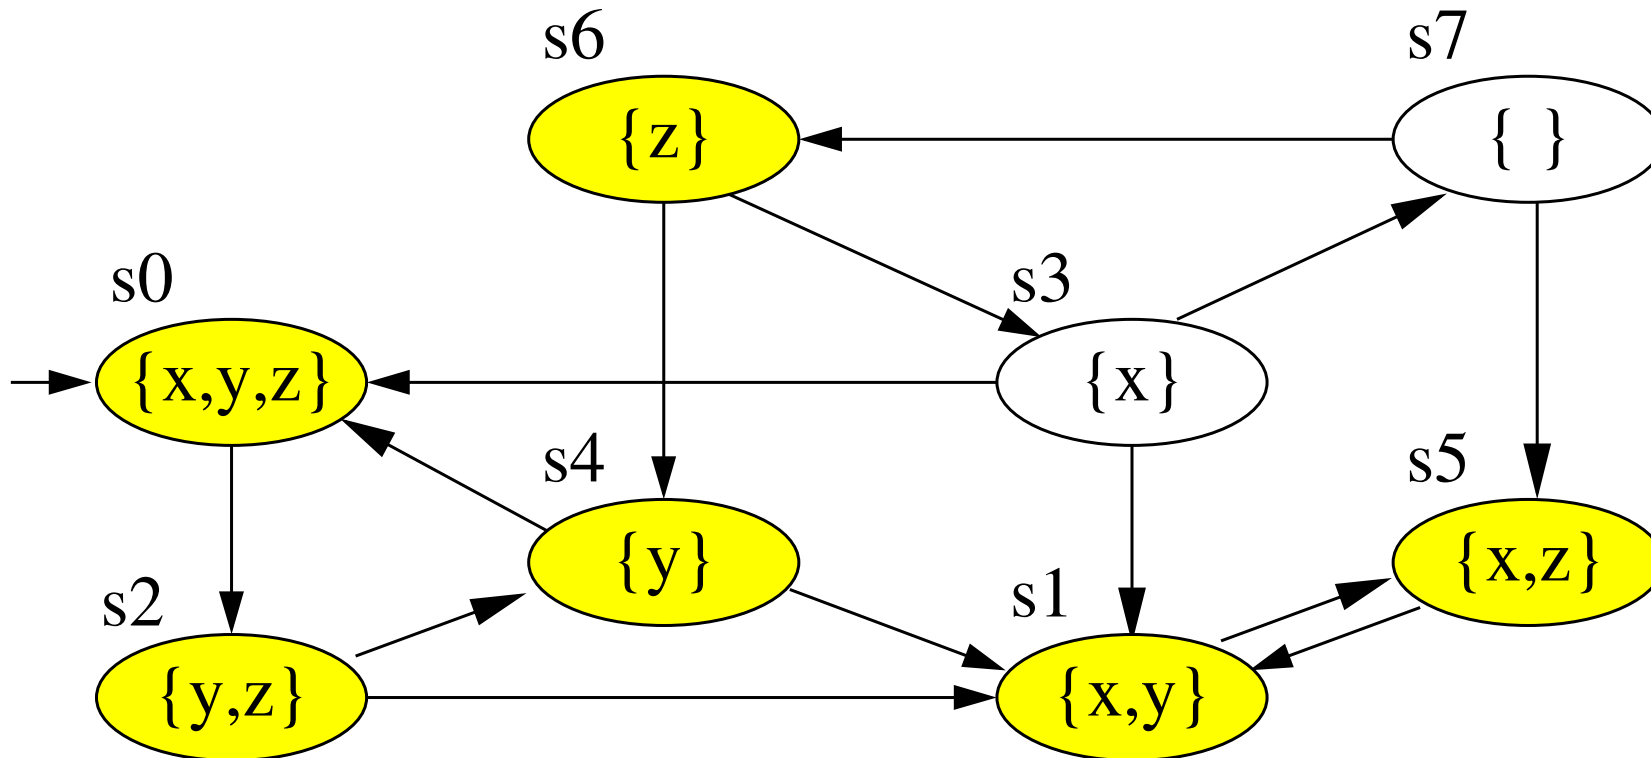 s6
s7
{z}
{ }
s0
s3
{x,y,z}
{x}
s4
s5
{y}
{x,z}
s2
s1
{y,z}
{x,y}